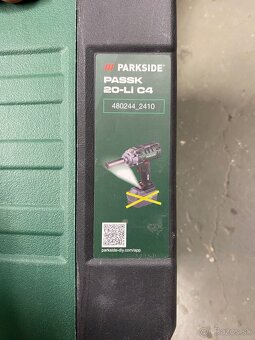 PARKSIDE®
PASSK
20-Li C4
480244_2410
parkside-diy.com/app